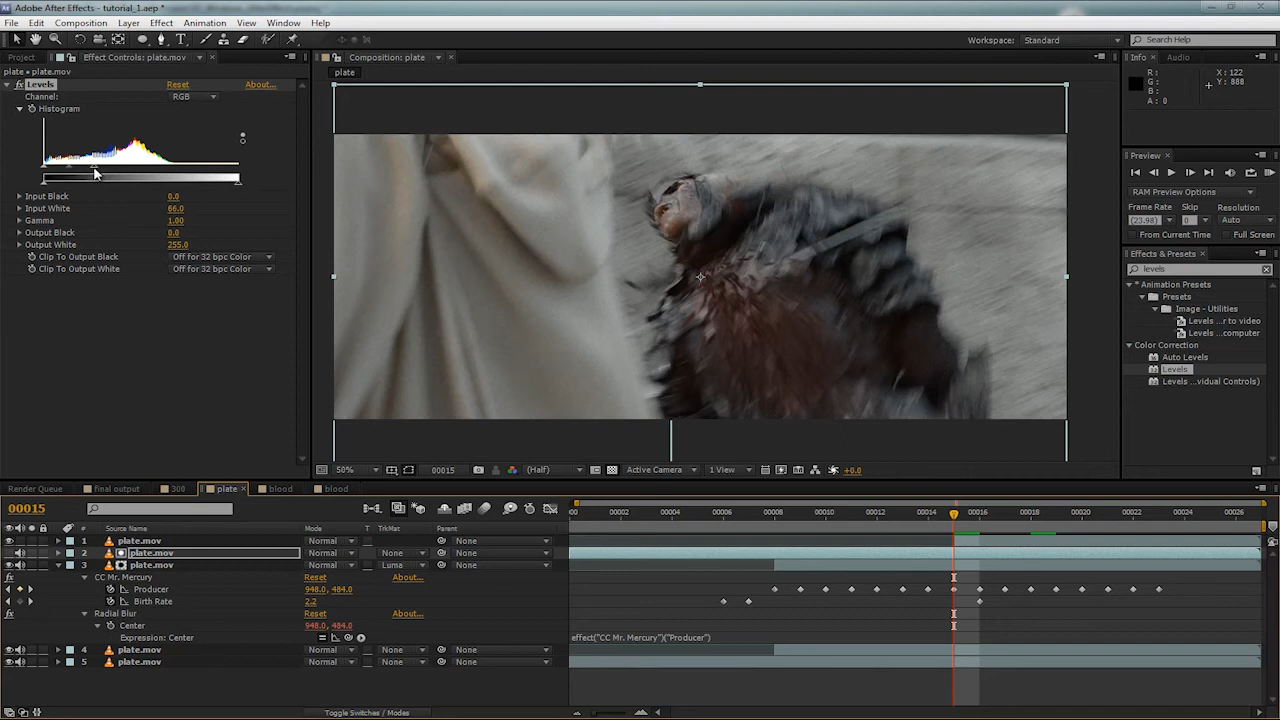 Adobe After Effects - tutorial_1.aep *
File Edit Composition Layer Effect Animation View Window Help
Workspace: Standard Search Help
Project Effect Controls: plate.mov Composition: plate Info Audio
plate • plate.mov
plate
fx Levels Reset About...
Channel: RGB
Histogram
R:
G:
B:
A: 0
X: 122
Y: 888
Preview
RAM Preview Options
Frame Rate Skip Resolution
(23.98) 0 Auto
From Current Time Full Screen
Input Black 0.0
Input White 66.0
Gamma 1.00
Output Black 0.0
Output White 255.0
Clip To Output Black Off for 32 bpc Color
Clip To Output White Off for 32 bpc Color
Effects & Presets
levels
* Animation Presets
Presets
Image - Utilities
Levels ...r to video
Levels ...computer
Color Correction
Auto Levels
Levels
Levels ...vidual Controls)
50% 00015 (Half) Active Camera 1 View +0.0
Render Queue final output 300 plate blood blood
00015
00002 00004 00006 00008 00010 00012 00014 00016 00018 00020 00022 00024 00026
# Source Name Mode T TrkMat Parent
1 plate.mov Normal None
2 plate.mov Normal None None
3 plate.mov Normal Luma None
fx CC Mr. Mercury Reset About...
Producer 948.0, 484.0
Birth Rate 2.2
fx Radial Blur Reset About...
Center 948.0, 484.0
Expression: Center effect("CC Mr. Mercury")("Producer")
4 plate.mov Normal None None
5 plate.mov Normal None None
Toggle Switches / Modes